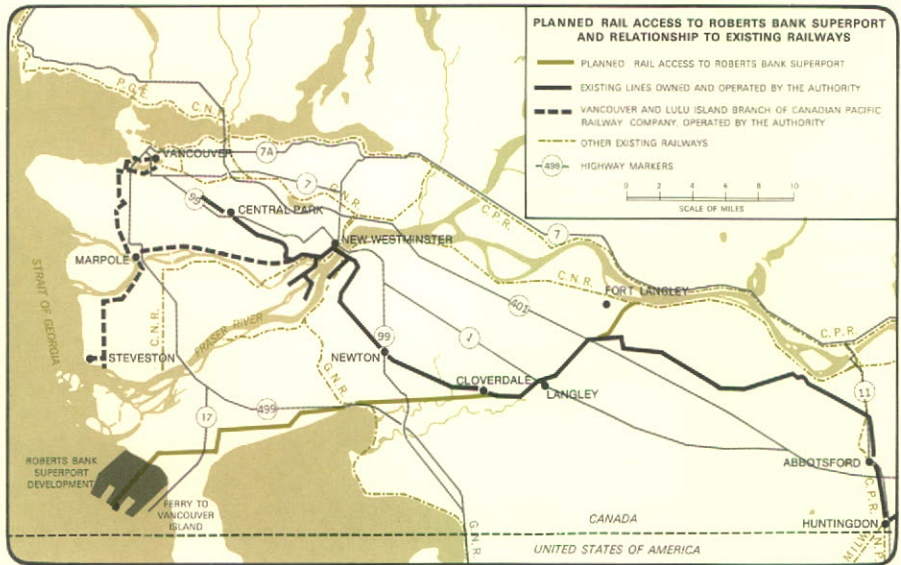 PLANNED RAIL ACCESS TO ROBERTS BANK SUPERPORT
AND RELATIONSHIP TO EXISTING RAILWAYS
PLANNED RAIL ACCESS TO ROBERTS BANK SUPERPORT
EXISTING LINES OWNED AND OPERATED BY THE AUTHORITY
VANCOUVER AND LULU ISLAND BRANCH OF CANADIAN PACIFIC
RAILWAY COMPANY, OPERATED BY THE AUTHORITY
OTHER EXISTING RAILWAYS
499 HIGHWAY MARKERS
0 2 4 6 8 10
SCALE OF MILES
P.G.E.
C.N.R.
VANCOUVER
7A
7
C.N.R.
99
CENTRAL PARK
C.P.R.
NEW WESTMINSTER
7
MARPOLE
C.N.R.
FORT LANGLEY
STRAIT OF GEORGIA
401
C.N.R.
FRASER RIVER
C.P.R.
STEVESTON
G.N.R.
NEWTON
99
1
CLOVERDALE
LANGLEY
11
17
499
ROBERTS BANK
SUPERPORT
DEVELOPMENT
ABBOTSFORD
C.P.R.
FERRY TO
VANCOUVER
ISLAND
G.N.R.
CANADA
HUNTINGDON
UNITED STATES OF AMERICA
MILW.
N.P.